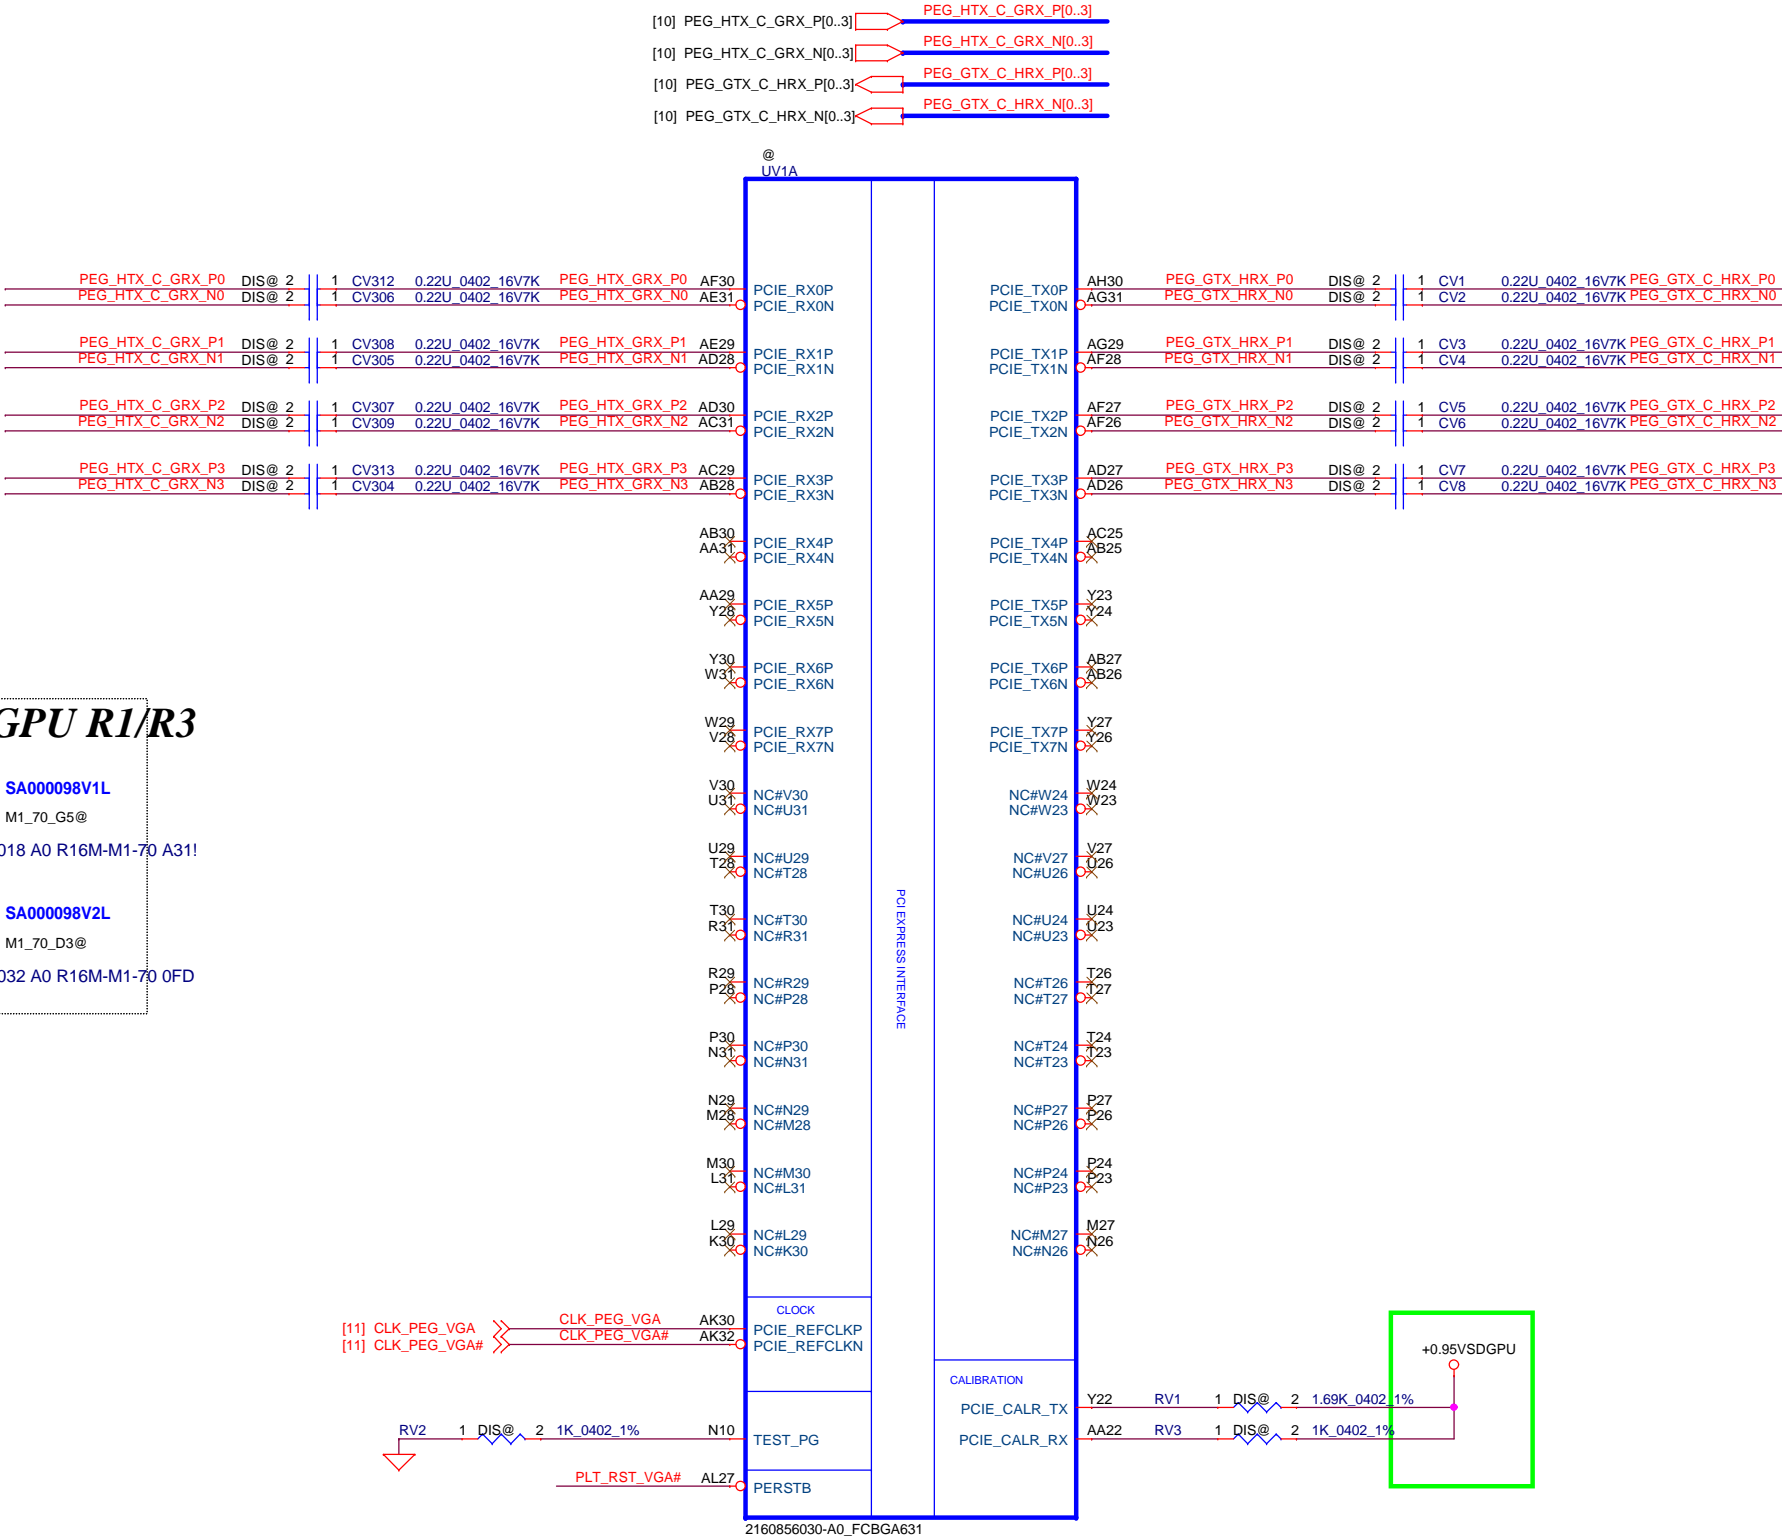 [10] PEG_HTX_C_GRX_P[0..3] PEG_HTX_C_GRX_P[0..3]
[10] PEG_HTX_C_GRX_N[0..3] PEG_HTX_C_GRX_N[0..3]
[10] PEG_GTX_C_HRX_P[0..3] PEG_GTX_C_HRX_P[0..3]
[10] PEG_GTX_C_HRX_N[0..3] PEG_GTX_C_HRX_N[0..3]
@
UV1A
PEG_HTX_C_GRX_P0 DIS@ 2 1 CV312 0.22U_0402_16V7K PEG_HTX_GRX_P0 AF30 PCIE_RX0P PCIE_TX0P AH30 PEG_GTX_HRX_P0 DIS@ 2 1 CV1 0.22U_0402_16V7K PEG_GTX_C_HRX_P0
PEG_HTX_C_GRX_N0 DIS@ 2 1 CV306 0.22U_0402_16V7K PEG_HTX_GRX_N0 AE31 PCIE_RX0N PCIE_TX0N AG31 PEG_GTX_HRX_N0 DIS@ 2 1 CV2 0.22U_0402_16V7K PEG_GTX_C_HRX_N0
PEG_HTX_C_GRX_P1 DIS@ 2 1 CV308 0.22U_0402_16V7K PEG_HTX_GRX_P1 AE29 PCIE_RX1P PCIE_TX1P AG29 PEG_GTX_HRX_P1 DIS@ 2 1 CV3 0.22U_0402_16V7K PEG_GTX_C_HRX_P1
PEG_HTX_C_GRX_N1 DIS@ 2 1 CV305 0.22U_0402_16V7K PEG_HTX_GRX_N1 AD28 PCIE_RX1N PCIE_TX1N AF28 PEG_GTX_HRX_N1 DIS@ 2 1 CV4 0.22U_0402_16V7K PEG_GTX_C_HRX_N1
PEG_HTX_C_GRX_P2 DIS@ 2 1 CV307 0.22U_0402_16V7K PEG_HTX_GRX_P2 AD30 PCIE_RX2P PCIE_TX2P AF27 PEG_GTX_HRX_P2 DIS@ 2 1 CV5 0.22U_0402_16V7K PEG_GTX_C_HRX_P2
PEG_HTX_C_GRX_N2 DIS@ 2 1 CV309 0.22U_0402_16V7K PEG_HTX_GRX_N2 AC31 PCIE_RX2N PCIE_TX2N AF26 PEG_GTX_HRX_N2 DIS@ 2 1 CV6 0.22U_0402_16V7K PEG_GTX_C_HRX_N2
PEG_HTX_C_GRX_P3 DIS@ 2 1 CV313 0.22U_0402_16V7K PEG_HTX_GRX_P3 AC29 PCIE_RX3P PCIE_TX3P AD27 PEG_GTX_HRX_P3 DIS@ 2 1 CV7 0.22U_0402_16V7K PEG_GTX_C_HRX_P3
PEG_HTX_C_GRX_N3 DIS@ 2 1 CV304 0.22U_0402_16V7K PEG_HTX_GRX_N3 AB28 PCIE_RX3N PCIE_TX3N AD26 PEG_GTX_HRX_N3 DIS@ 2 1 CV8 0.22U_0402_16V7K PEG_GTX_C_HRX_N3
AB30 PCIE_RX4P PCIE_TX4P AC25
AA31 PCIE_RX4N PCIE_TX4N AB25
AA29 PCIE_RX5P PCIE_TX5P Y23
Y28 PCIE_RX5N PCIE_TX5N Y24
Y30 PCIE_RX6P PCIE_TX6P AB27
W31 PCIE_RX6N PCIE_TX6N AB26
W29 PCIE_RX7P PCIE_TX7P Y27
V28 PCIE_RX7N PCIE_TX7N Y26
GPU R1/R3
SA000098V1L
M1_70_G5@
018 A0 R16M-M1-70 A31!
SA000098V2L
M1_70_D3@
032 A0 R16M-M1-70 0FD
V30 NC#V30 NC#W24 W24
U31 NC#U31 NC#W23 W23
U29 NC#U29 NC#V27 V27
T28 NC#T28 NC#U26 U26
T30 NC#T30 NC#U24 U24
R31 NC#R31 NC#U23 U23
R29 NC#R29 NC#T26 T26
P28 NC#P28 NC#T27 T27
P30 NC#P30 NC#T24 T24
N31 NC#N31 NC#T23 T23
N29 NC#N29 NC#P27 P27
M28 NC#M28 NC#P26 P26
M30 NC#M30 NC#P24 P24
L31 NC#L31 NC#P23 P23
L29 NC#L29 NC#M27 M27
K30 NC#K30 NC#N26 N26
PCI EXPRESS INTERFACE
CLOCK
[11] CLK_PEG_VGA CLK_PEG_VGA AK30 PCIE_REFCLKP
[11] CLK_PEG_VGA# CLK_PEG_VGA# AK32 PCIE_REFCLKN
+0.95VSDGPU
CALIBRATION
PCIE_CALR_TX Y22 RV1 1 DIS@ 2 1.69K_0402_1%
RV2 1 DIS@ 2 1K_0402_1% N10 TEST_PG PCIE_CALR_RX AA22 RV3 1 DIS@ 2 1K_0402_1%
PLT_RST_VGA# AL27 PERSTB
2160856030-A0_FCBGA631